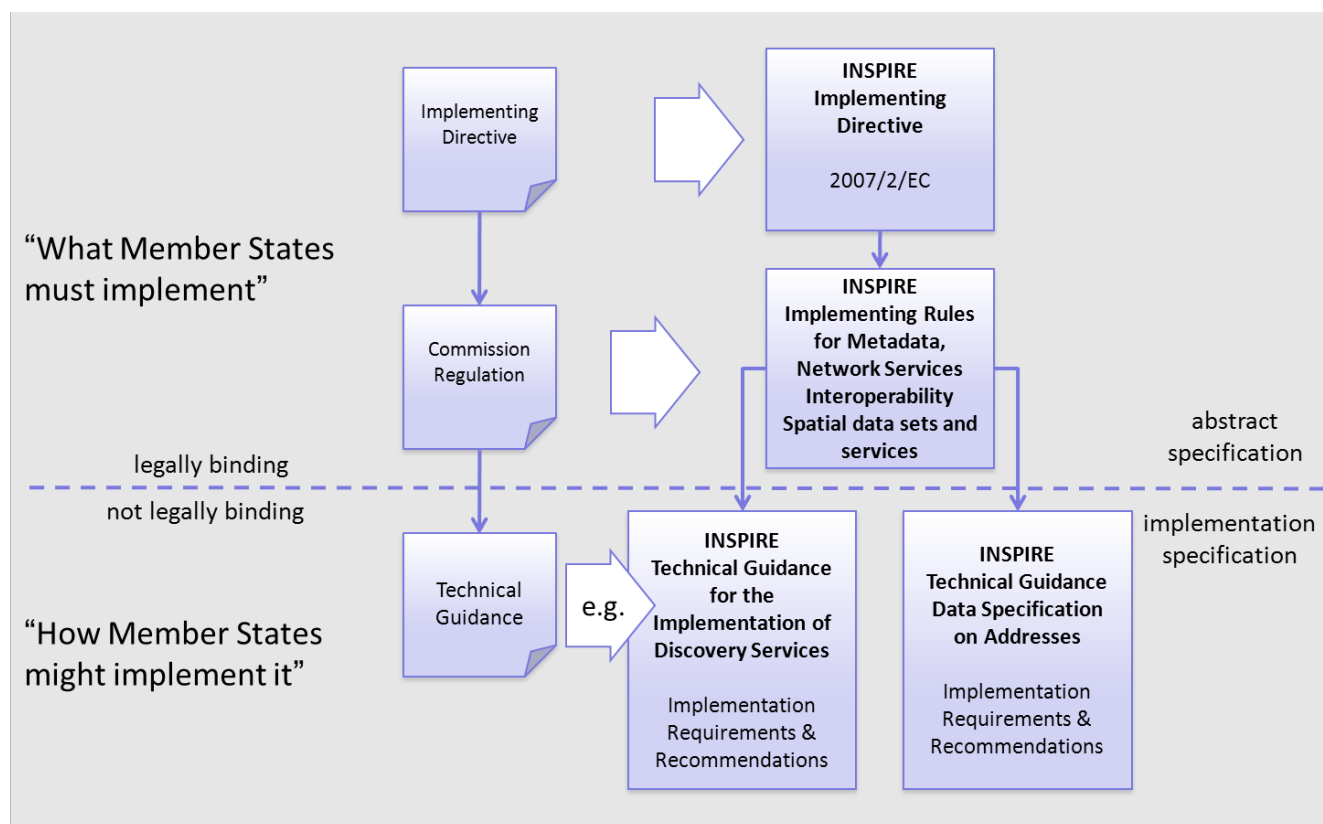 Implementing
Directive
INSPIRE
Implementing
Directive
2007/2/EC
“What Member States
must implement”
Commission
Regulation
INSPIRE
Implementing Rules
for Metadata,
Network Services
Interoperability
Spatial data sets and
services
abstract
specification
legally binding
not legally binding
implementation
specification
“How Member States
might implement it”
Technical
Guidance
e.g.
INSPIRE
Technical Guidance
for the
Implementation of
Discovery Services
Implementation
Requirements &
Recommendations
INSPIRE
Technical Guidance
Data Specification
on Addresses
Implementation
Requirements &
Recommendations